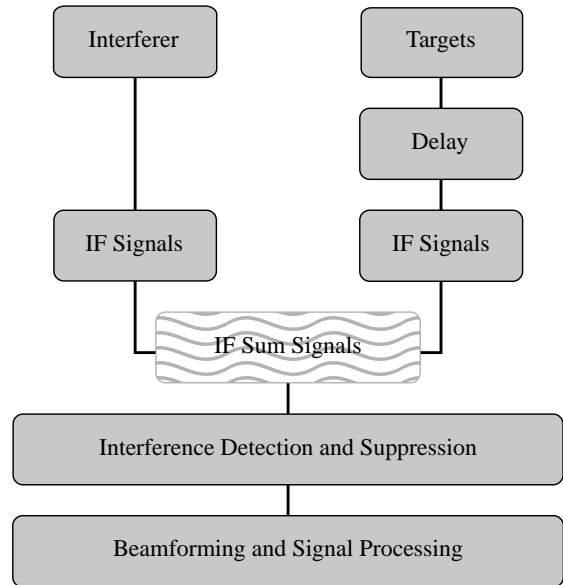 Interferer
Targets
Delay
IF Signals
IF Signals
IF Sum Signals
Interference Detection and Suppression
Beamforming and Signal Processing